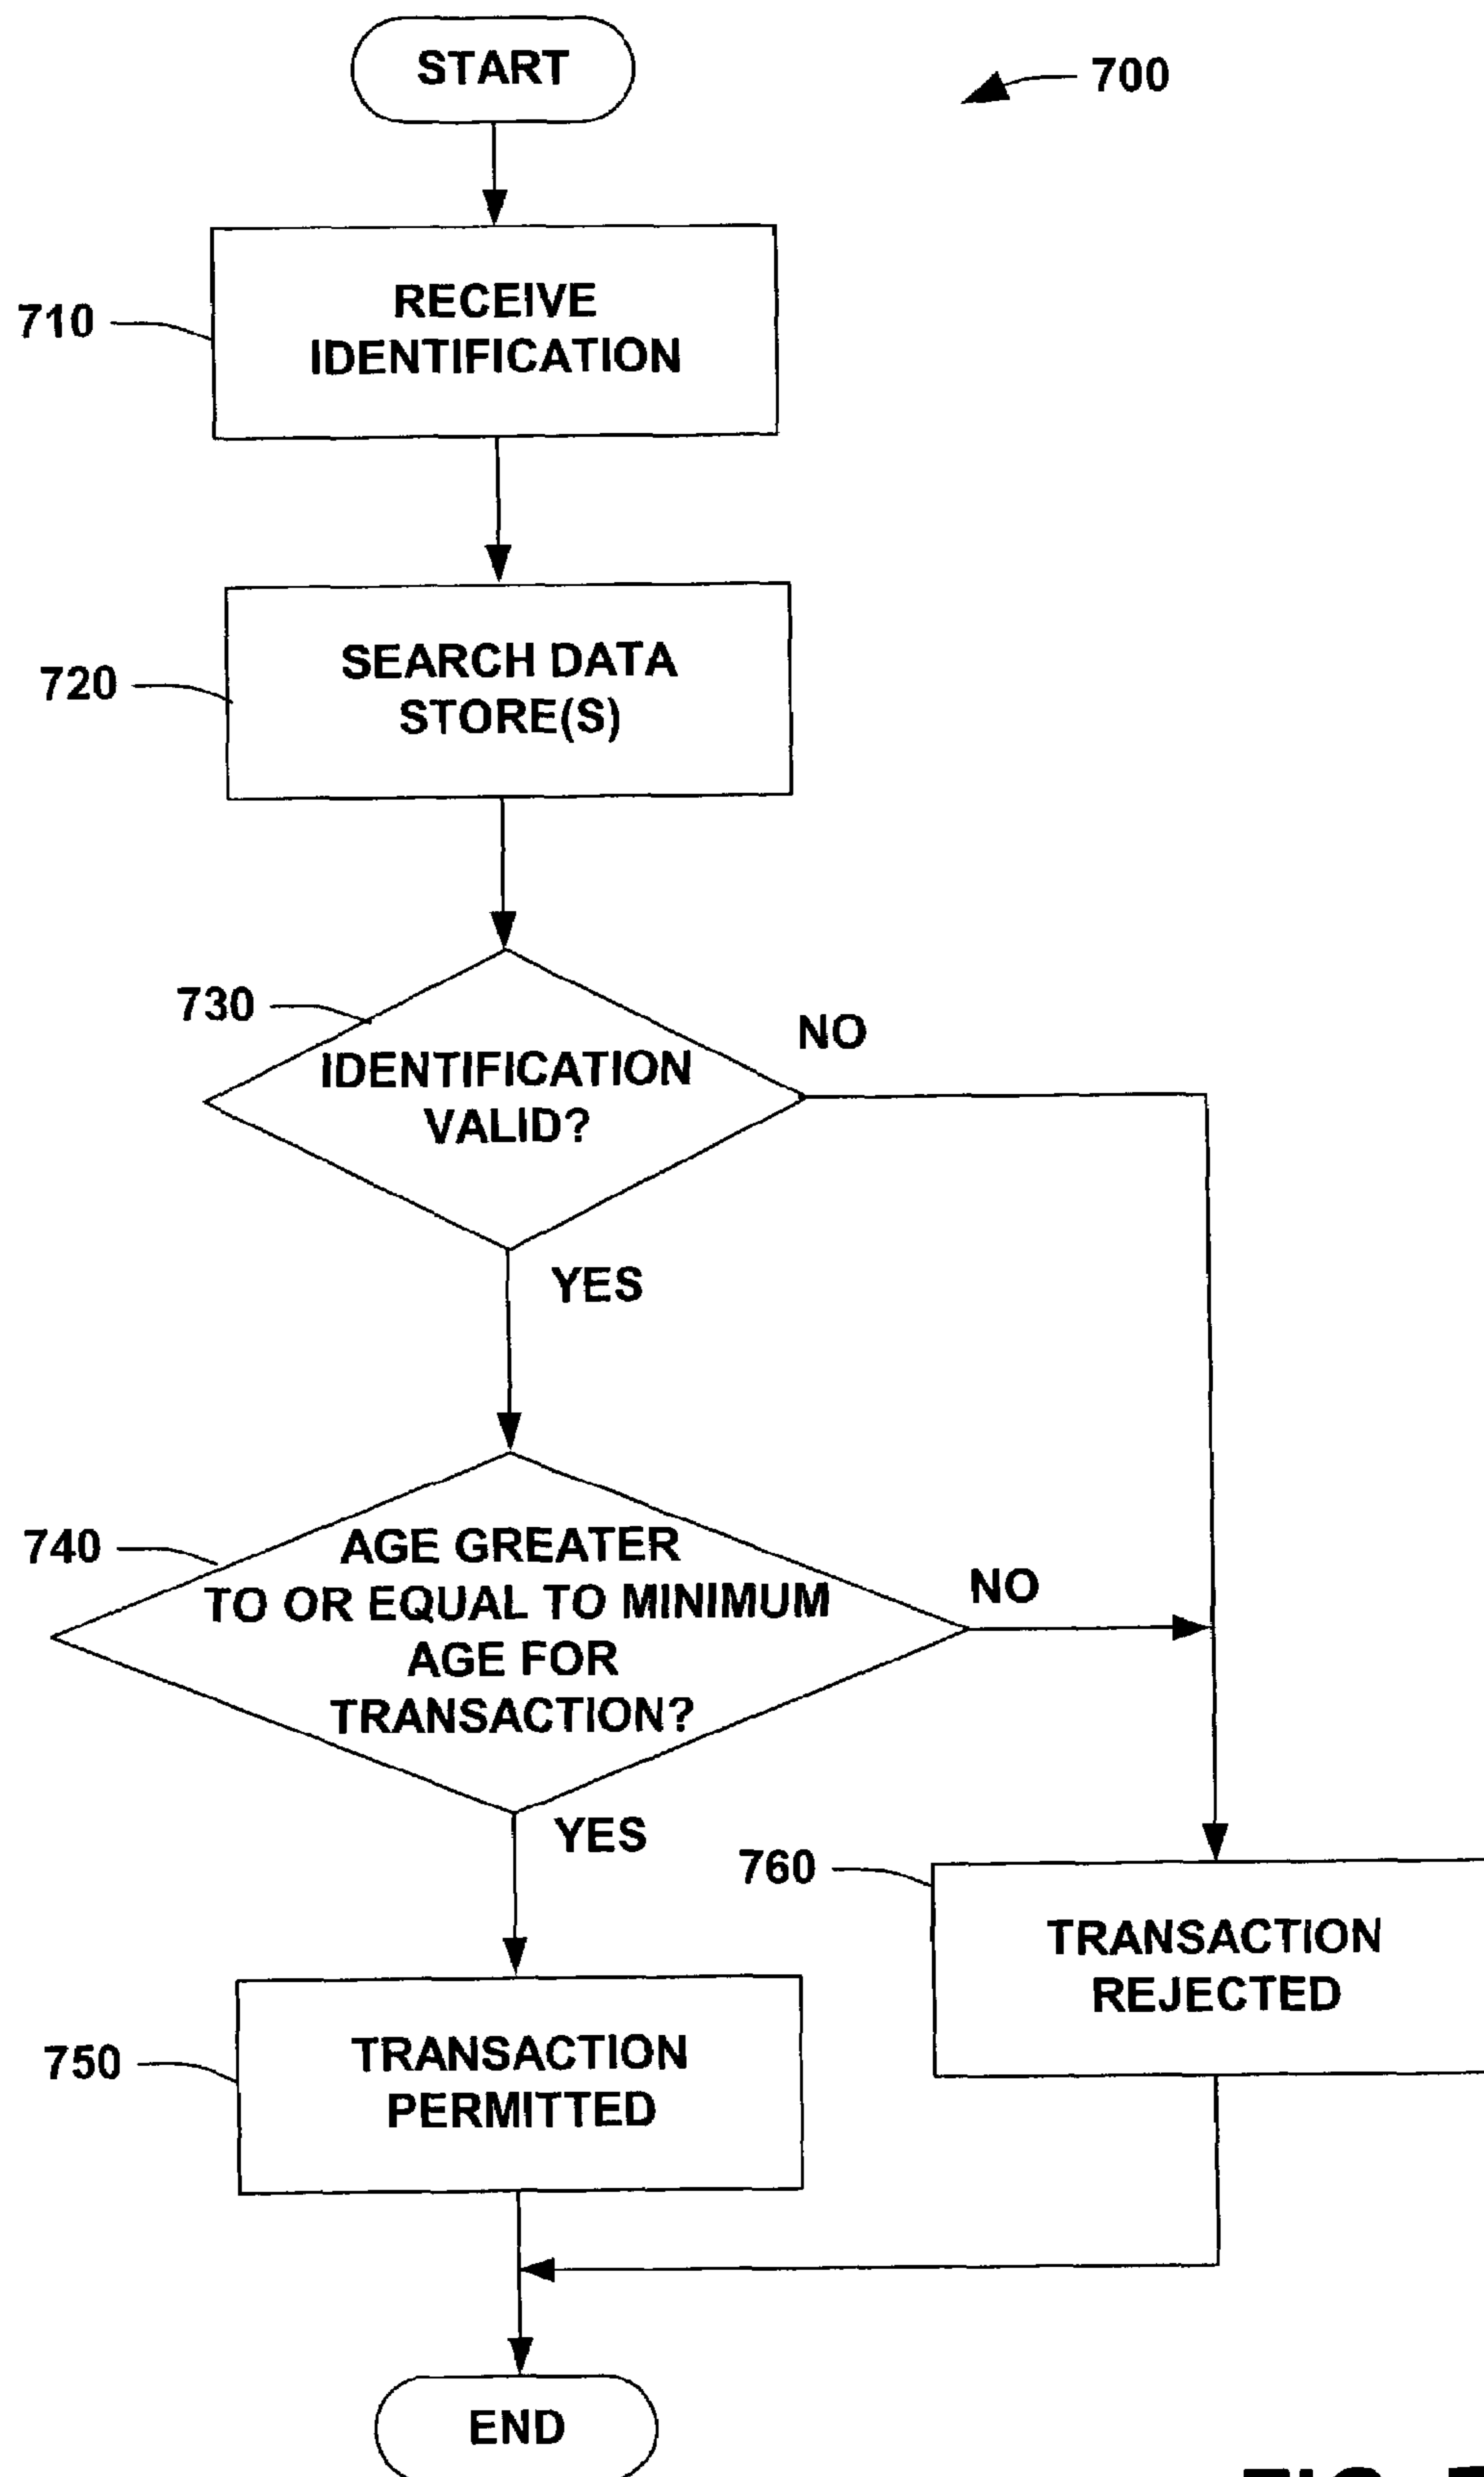 START
700
710
RECEIVE
IDENTIFICATION
720
SEARCH DATA
STORE(S)
730
IDENTIFICATION
VALID?
NO
YES
740
AGE GREATER
TO OR EQUAL TO MINIMUM
AGE FOR
TRANSACTION?
NO
YES
760
TRANSACTION
REJECTED
750
TRANSACTION
PERMITTED
END